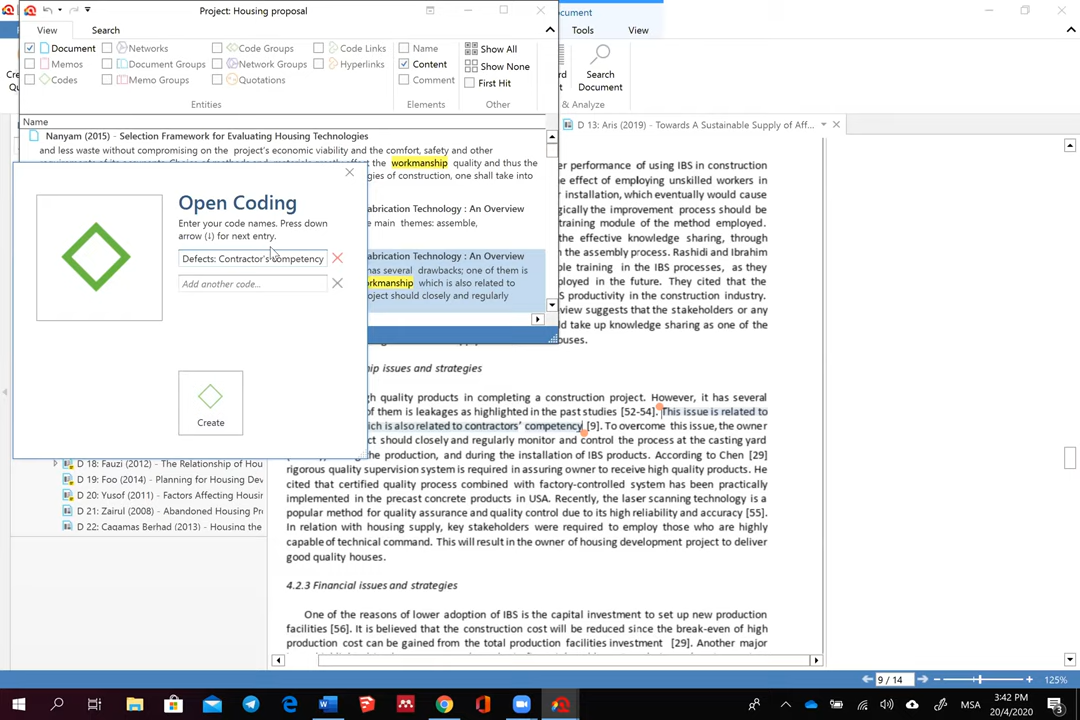 Project: Housing proposal
ocument
View
Search
Tools
View
Document
Networks
Code Groups
Code Links
Name
Show All
Memos
Document Groups
Network Groups
Hyperlinks
Content
Show None
Codes
Memo Groups
Quotations
Comment
First Hit
Entities
Elements
Other
Search
Document
& Analyze
Name
D 13: Aris (2019) - Towards A Sustainable Supply of Aff...
Nanyam (2015) - Selection Framework for Evaluating Housing Technologies
and less waste without compromising on the project's economic viability and the comfort, safety and other
the workmanship quality and thus the
gies of construction, one shall take into
abrication Technology : An Overview
main themes: assemble,
abrication Technology : An Overview
has several drawbacks; one of them is
rkmanship which is also related to
oject should closely and regularly
Open Coding
Enter your code names. Press down
arrow (↓) for next entry.
Defects: Contractor's competency
Add another code...
Create
er performance of using IBS in construction
e effect of employing unskilled workers in
r installation, which eventually would cause
gically the improvement process should be
training module of the method employed.
the effective knowledge sharing, through
n the assembly process. Rashidi and Ibrahim
ble training in the IBS processes, as they
ployed in the future. They cited that the
S productivity in the construction industry.
view suggests that the stakeholders or any
ld take up knowledge sharing as one of the
ouses.
hip issues and strategies
gh quality products in completing a construction project. However, it has several
of them is leakages as highlighted in the past studies [52-54]. This issue is related to
ich is also related to contractors' competency [9]. To overcome this issue, the owner
ct should closely and regularly monitor and control the process at the casting yard
g the production, and during the installation of IBS products. According to Chen [29]
rigorous quality supervision system is required in assuring owner to receive high quality products. He
cited that certified quality process combined with factory-controlled system has been practically
implemented in the precast concrete products in USA. Recently, the laser scanning technology is a
popular method for quality assurance and quality control due to its high reliability and accuracy [55].
In relation with housing supply, key stakeholders were required to employ those who are highly
capable of technical command. This will result in the owner of housing development project to deliver
good quality houses.
4.2.3 Financial issues and strategies
One of the reasons of lower adoption of IBS is the capital investment to set up new production
facilities [56]. It is believed that the construction cost will be reduced since the break-even of high
production cost can be gained from the total production facilities investment [29]. Another major
D 18: Fauzi (2012) - The Relationship of Hou
D 19: Foo (2014) - Planning for Housing Dev
D 20: Yusof (2011) - Factors Affecting Housin
D 21: Zairul (2008) - Abandoned Housing Pr
D 22: Cagamas Berhad (2013) - Housing the
9 / 14
125%
MSA
3:42 PM
20/4/2020
3